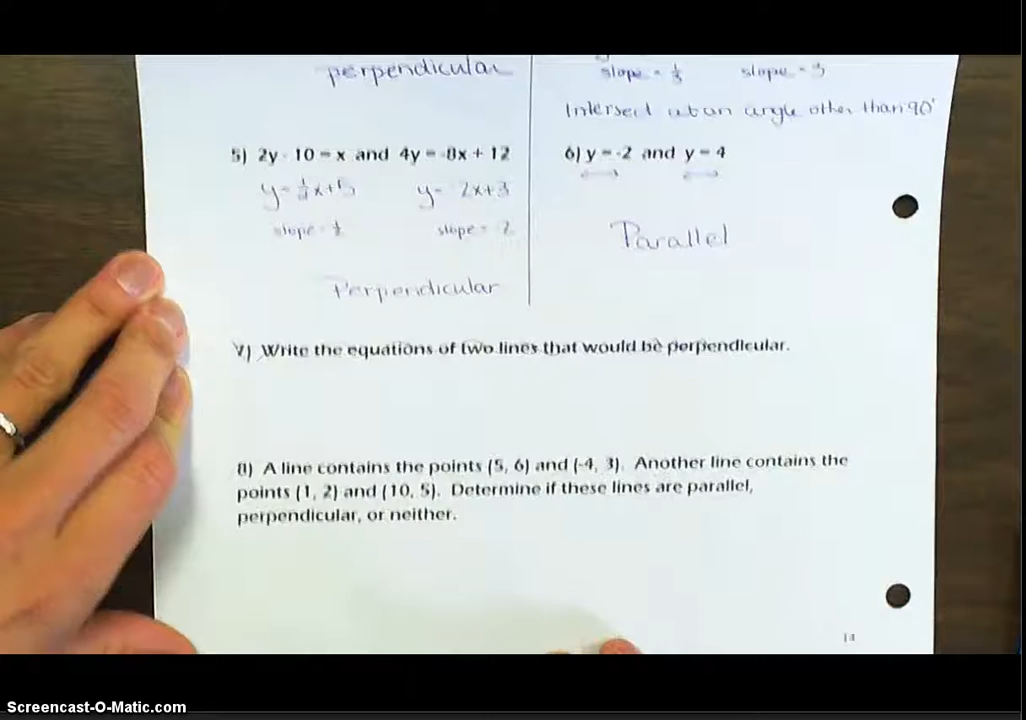 perpendicular
slope = 1/3 slope = 3
Intersect at an angle other than 90°
5) 2y - 10 = x and 4y = -8x + 12
y = 1/2x + 5 y = 2x+3
slope = 1/2 slope = 2
Perpendicular
6) y = -2 and y = 4
Parallel
7) Write the equations of two lines that would be perpendicular.
8) A line contains the points (5, 6) and (-4, 3). Another line contains the
points (1, 2) and (10, 5). Determine if these lines are parallel,
perpendicular, or neither.
14
Screencast-O-Matic.com